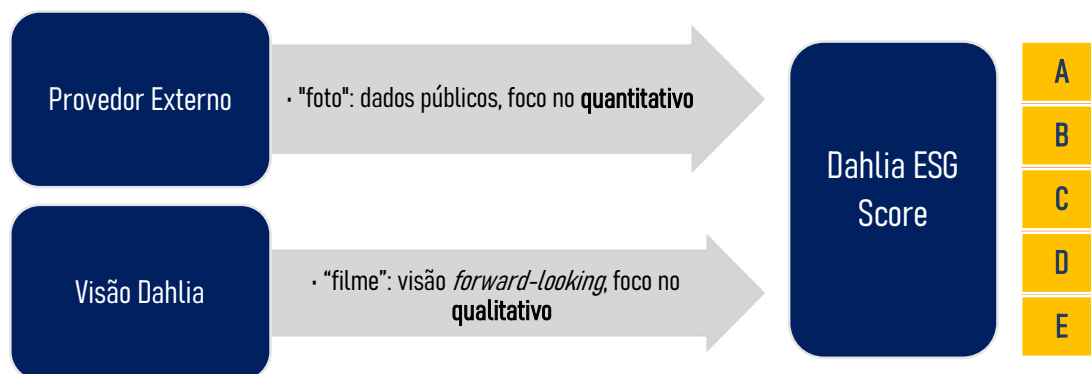 Provedor Externo
· "foto": dados públicos, foco no quantitativo
Visão Dahlia
· “filme”: visão forward-looking, foco no
qualitativo
Dahlia ESG
Score
A
B
C
D
E